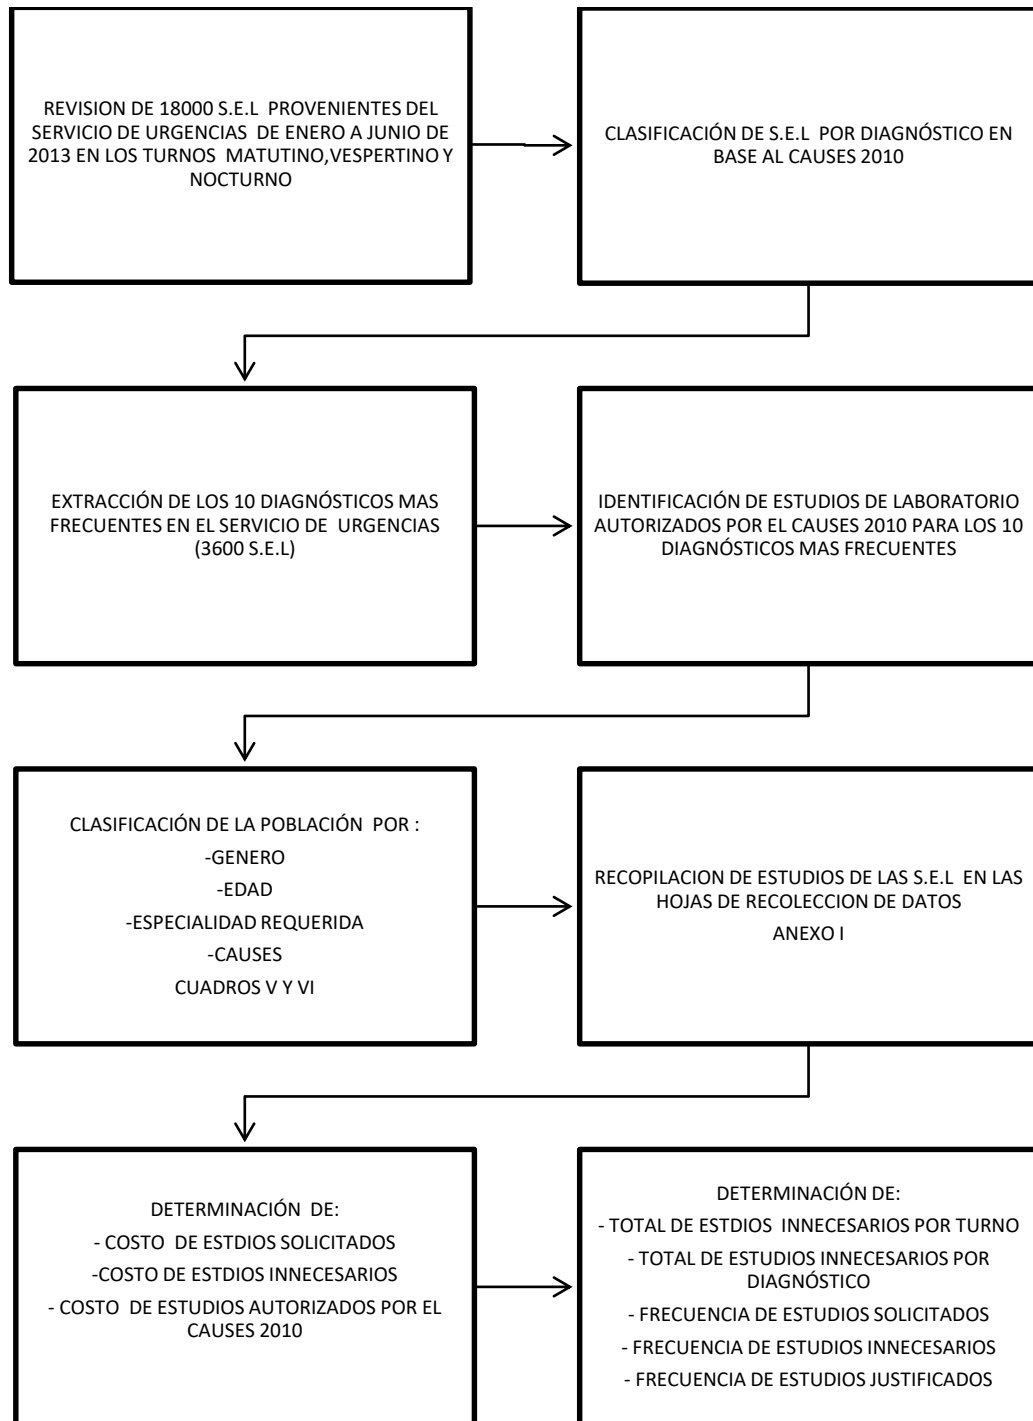 REVISION DE 18000 S.E.L PROVENIENTES DEL
SERVICIO DE URGENCIAS DE ENERO A JUNIO DE
2013 EN LOS TURNOS MATUTINO,VESPERTINO Y
NOCTURNO
CLASIFICACIÓN DE S.E.L POR DIAGNÓSTICO EN
BASE AL CAUSES 2010
EXTRACCIÓN DE LOS 10 DIAGNÓSTICOS MAS
FRECUENTES EN EL SERVICIO DE URGENCIAS
(3600 S.E.L)
IDENTIFICACIÓN DE ESTUDIOS DE LABORATORIO
AUTORIZADOS POR EL CAUSES 2010 PARA LOS 10
DIAGNÓSTICOS MAS FRECUENTES
CLASIFICACIÓN DE LA POBLACIÓN POR :
-GENERO
-EDAD
-ESPECIALIDAD REQUERIDA
-CAUSES
CUADROS V Y VI
RECOPILACION DE ESTUDIOS DE LAS S.E.L EN LAS
HOJAS DE RECOLECCION DE DATOS
ANEXO I
DETERMINACIÓN DE:
- COSTO DE ESTDIOS SOLICITADOS
-COSTO DE ESTDIOS INNECESARIOS
- COSTO DE ESTUDIOS AUTORIZADOS POR EL
CAUSES 2010
DETERMINACIÓN DE:
- TOTAL DE ESTDIOS INNECESARIOS POR TURNO
- TOTAL DE ESTUDIOS INNECESARIOS POR
DIAGNÓSTICO
- FRECUENCIA DE ESTUDIOS SOLICITADOS
- FRECUENCIA DE ESTUDIOS INNECESARIOS
- FRECUENCIA DE ESTUDIOS JUSTIFICADOS